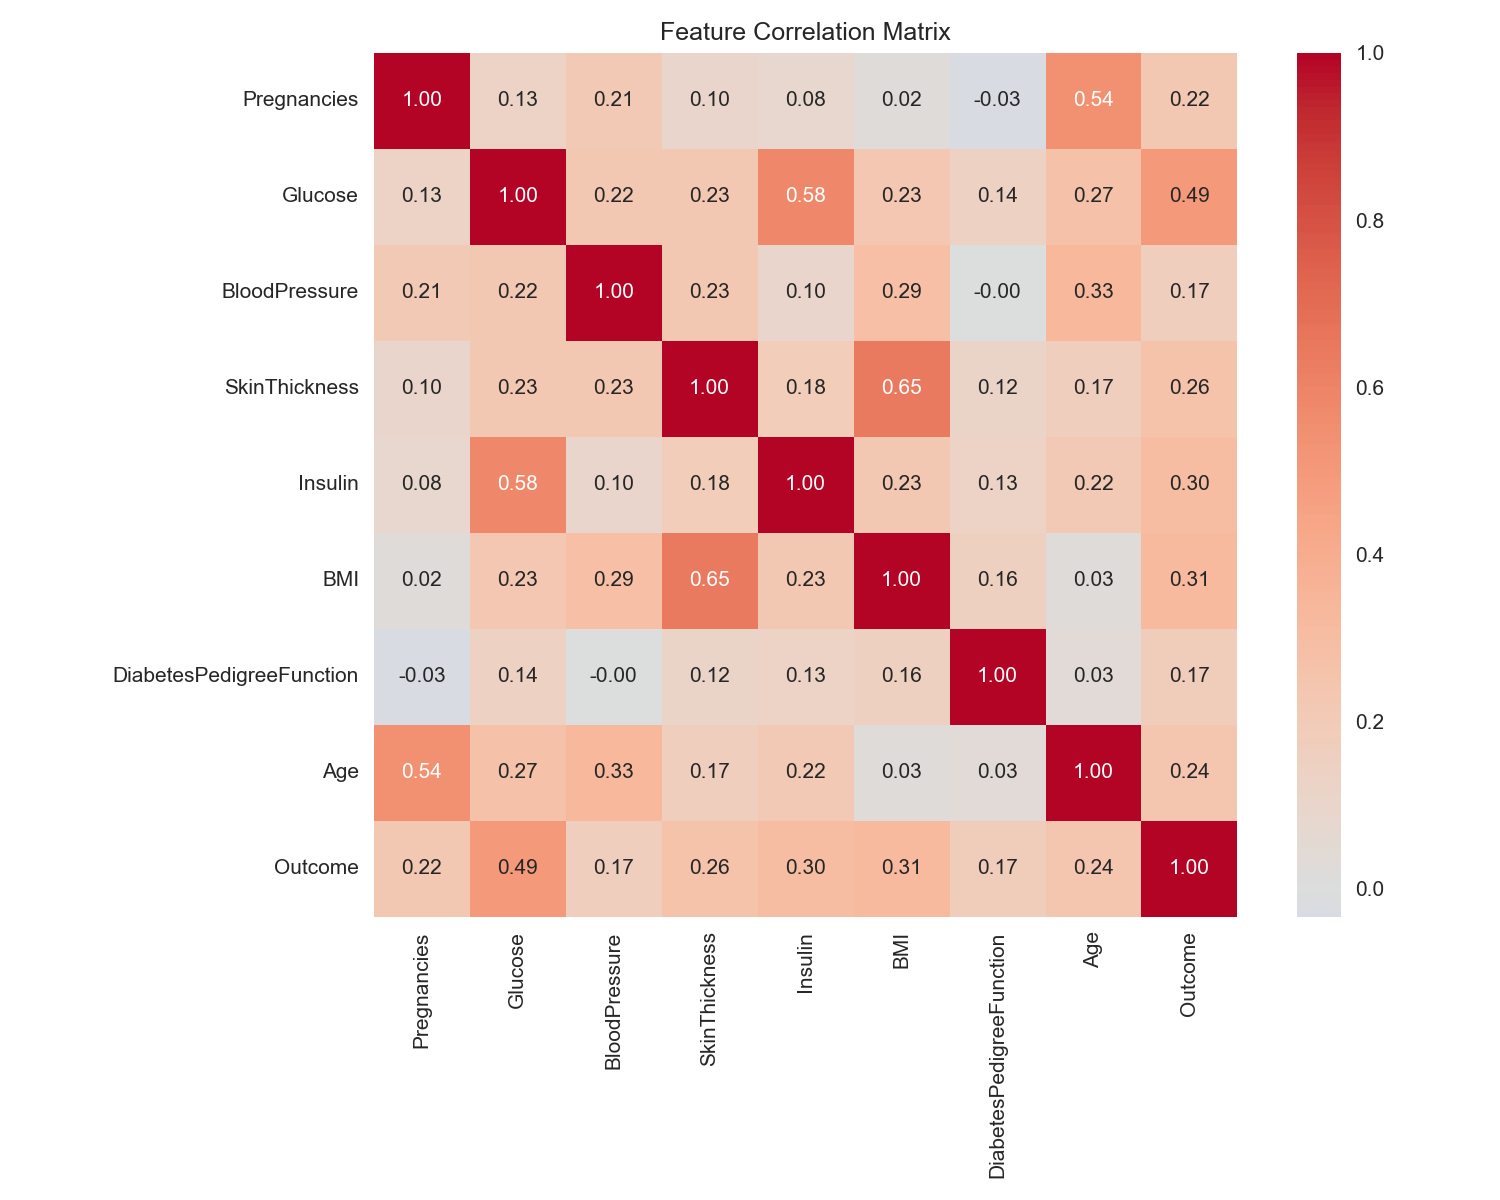 Feature Correlation Matrix
Pregnancies 1.00 0.13 0.21 0.10 0.08 0.02 -0.03 0.54 0.22
Glucose 0.13 1.00 0.22 0.23 0.58 0.23 0.14 0.27 0.49
BloodPressure 0.21 0.22 1.00 0.23 0.10 0.29 -0.00 0.33 0.17
SkinThickness 0.10 0.23 0.23 1.00 0.18 0.65 0.12 0.17 0.26
Insulin 0.08 0.58 0.10 0.18 1.00 0.23 0.13 0.22 0.30
BMI 0.02 0.23 0.29 0.65 0.23 1.00 0.16 0.03 0.31
DiabetesPedigreeFunction -0.03 0.14 -0.00 0.12 0.13 0.16 1.00 0.03 0.17
Age 0.54 0.27 0.33 0.17 0.22 0.03 0.03 1.00 0.24
Outcome 0.22 0.49 0.17 0.26 0.30 0.31 0.17 0.24 1.00
Pregnancies
Glucose
BloodPressure
SkinThickness
Insulin
BMI
DiabetesPedigreeFunction
Age
Outcome
1.0
0.8
0.6
0.4
0.2
0.0